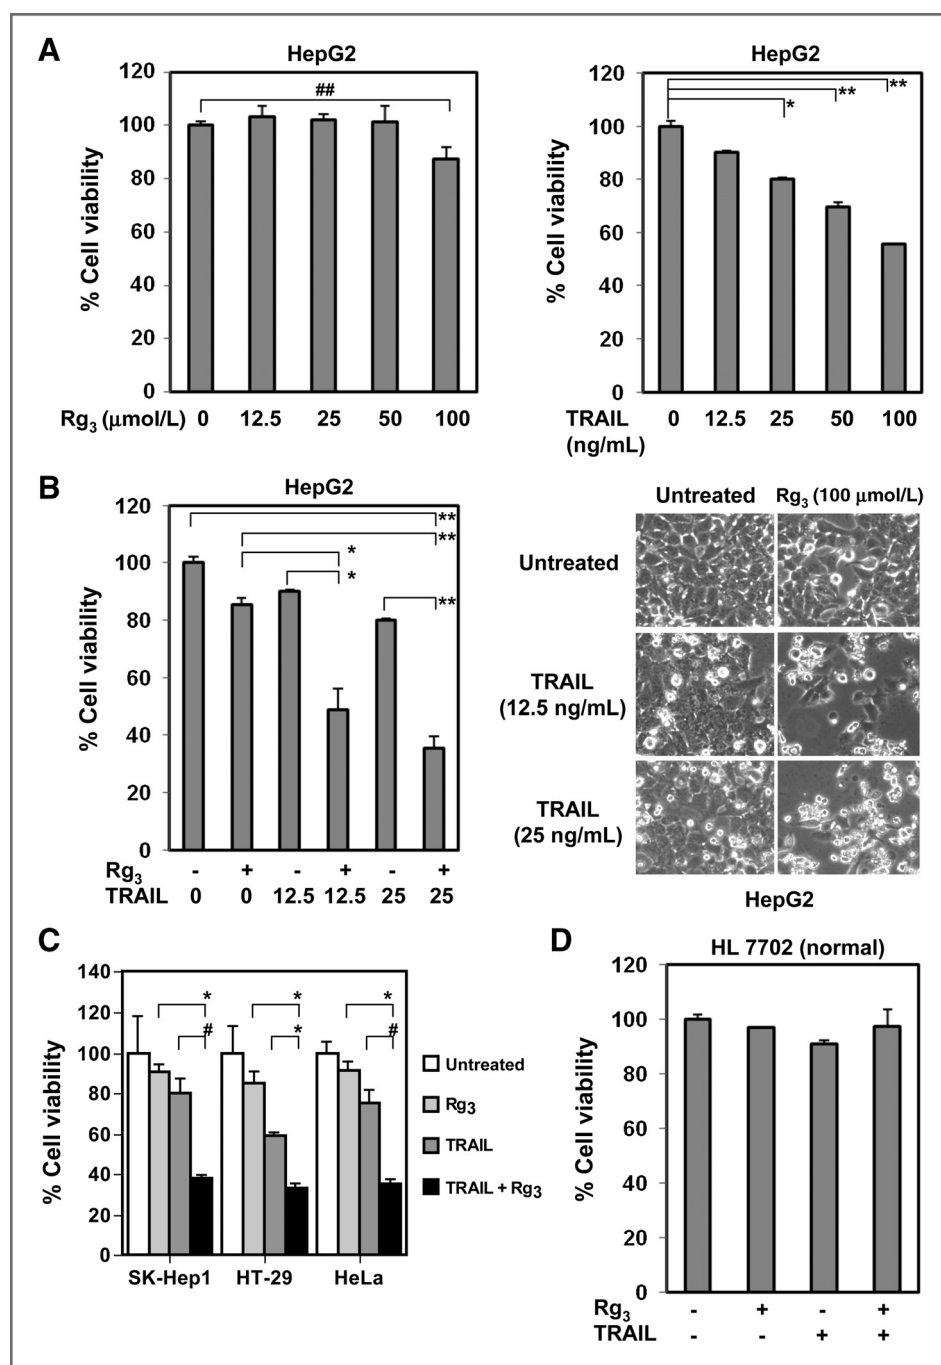 A
HepG2
120
100
80
60
40
20
0
% Cell viability
##
Rg3 (μmol/L) 0 12.5 25 50 100
HepG2
120
100
80
60
40
20
0
% Cell viability
*
**
**
TRAIL 0 12.5 25 50 100
(ng/mL)
B
HepG2
120
100
80
60
40
20
0
% Cell viability
**
**
*
*
**
Rg3 - + - + - +
TRAIL 0 0 12.5 12.5 25 25
Untreated Rg3 (100 μmol/L)
Untreated
TRAIL
(12.5 ng/mL)
TRAIL
(25 ng/mL)
HepG2
C
140
120
100
80
60
40
20
0
% Cell viability
* * *
# * #
SK-Hep1 HT-29 HeLa
Untreated
Rg3
TRAIL
TRAIL + Rg3
D
HL 7702 (normal)
120
100
80
60
40
20
0
% Cell viability
Rg3 - + - +
TRAIL - - + +